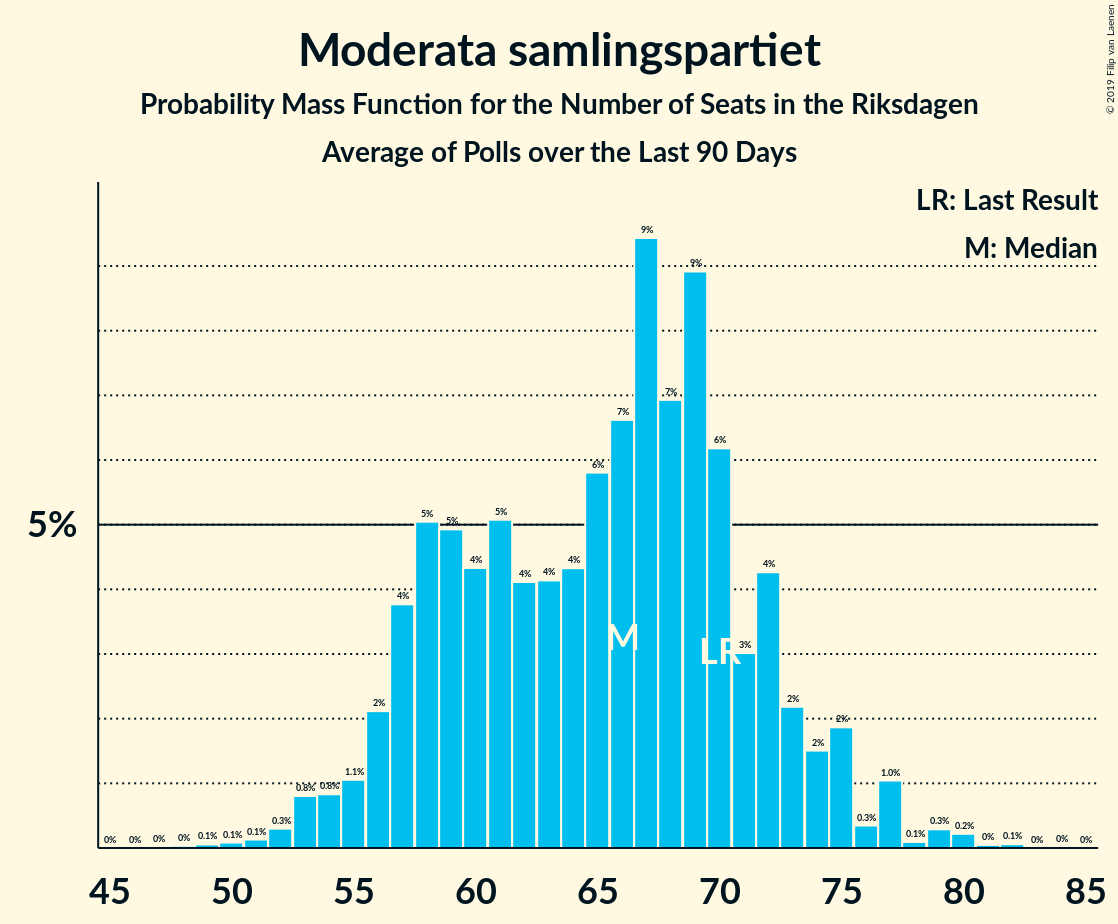 Moderata samlingspartiet
Probability Mass Function for the Number of Seats in the Riksdagen
Average of Polls over the Last 90 Days
© 2019 Filip van Laenen
LR: Last Result
M: Median
5%
0% 0% 0% 0% 0.1% 0.1% 0.1% 0.3% 0.8% 0.8% 1.1% 2% 4% 5% 5% 4% 5% 4% 4% 4% 6% 7% 9% 7% 9% 6% 3% 4% 2% 2% 2% 0.3% 1.0% 0.1% 0.3% 0.2% 0% 0.1% 0% 0% 0%
M LR
45 50 55 60 65 70 75 80 85